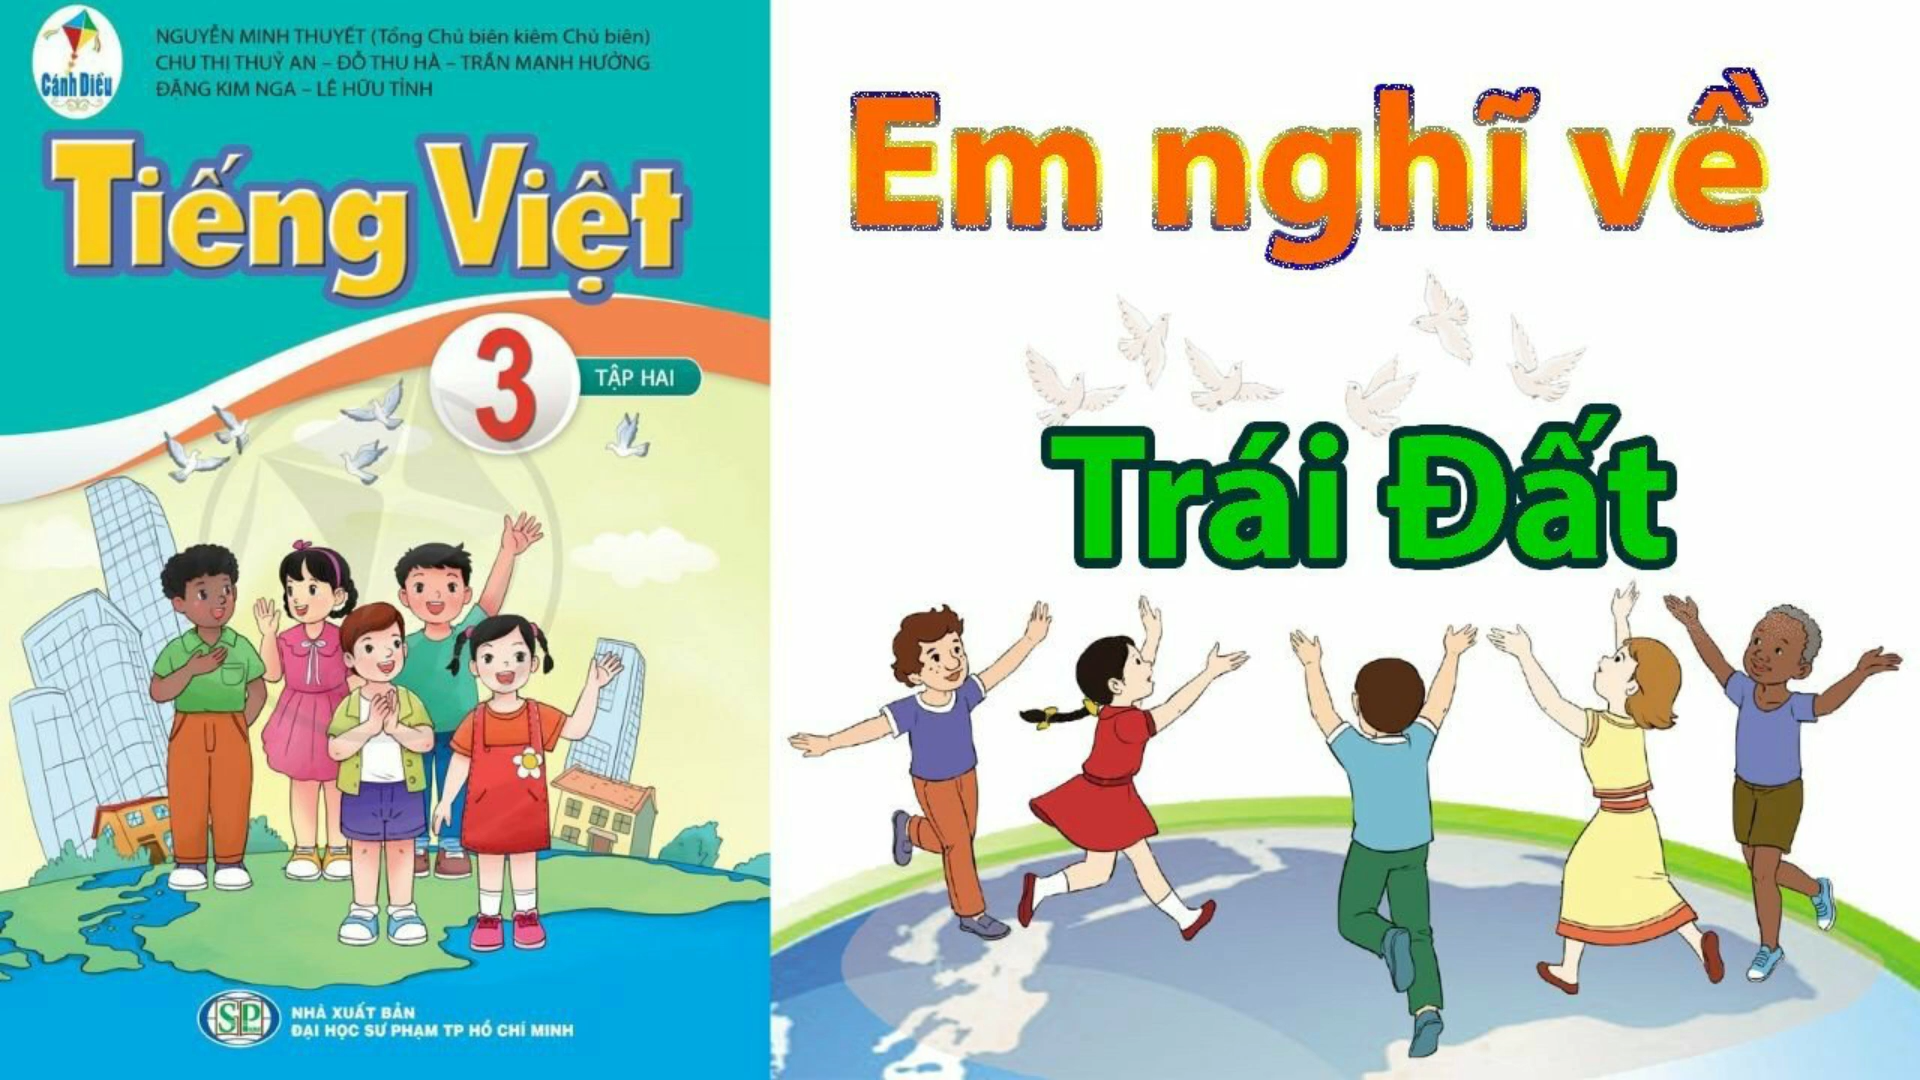 Cánh Diều
NGUYỄN MINH THUYẾT (Tổng Chủ biên kiêm Chủ biên)
CHU THỊ THUỶ AN – ĐỖ THU HÀ – TRẦN MẠNH HƯỞNG
ĐẶNG KIM NGA – LÊ HỮU TỈNH
Tiếng Việt
3
TẬP HAI
SP
NHÀ XUẤT BẢN
ĐẠI HỌC SƯ PHẠM TP HỒ CHÍ MINH
Em nghĩ về
Trái Đất